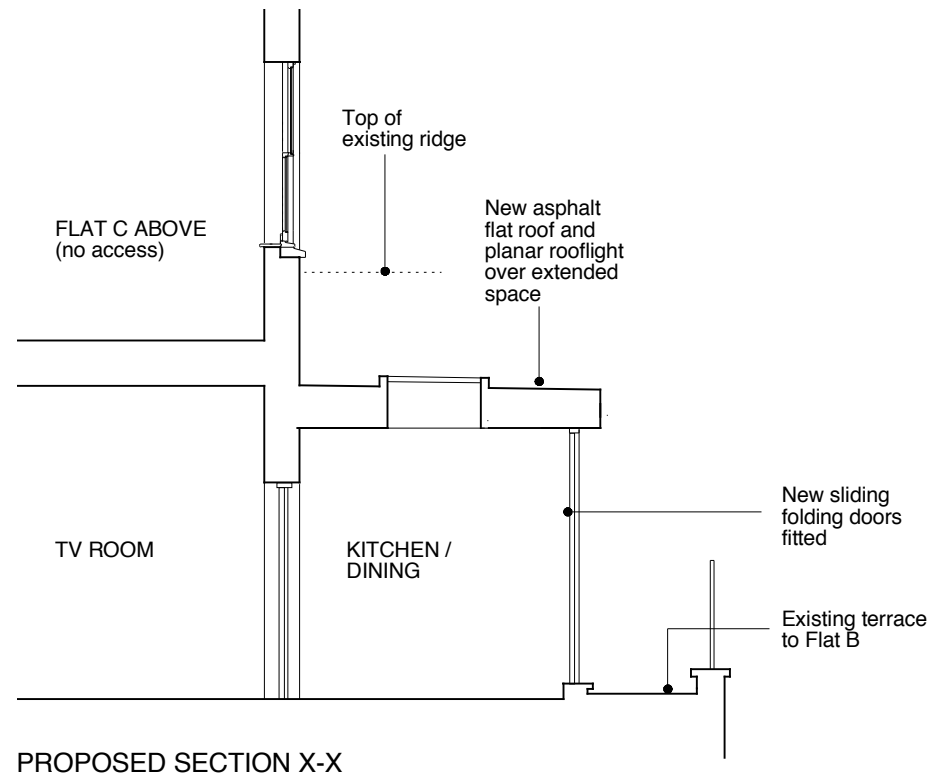 Top of
existing ridge
FLAT C ABOVE
(no access)
New asphalt
flat roof and
planar rooflight
over extended
space
New sliding
folding doors
fitted
TV ROOM
KITCHEN /
DINING
Existing terrace
to Flat B
PROPOSED SECTION X-X